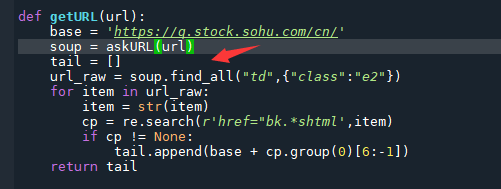 def getURL(url):
    base = 'https://q.stock.sohu.com/cn/'
    soup = askURL(url)
    tail = []
    url_raw = soup.find_all("td",{"class":"e2"})
    for item in url_raw:
        item = str(item)
        cp = re.search(r'href="bk.*shtml',item)
        if cp != None:
            tail.append(base + cp.group(0)[6:-1])
    return tail